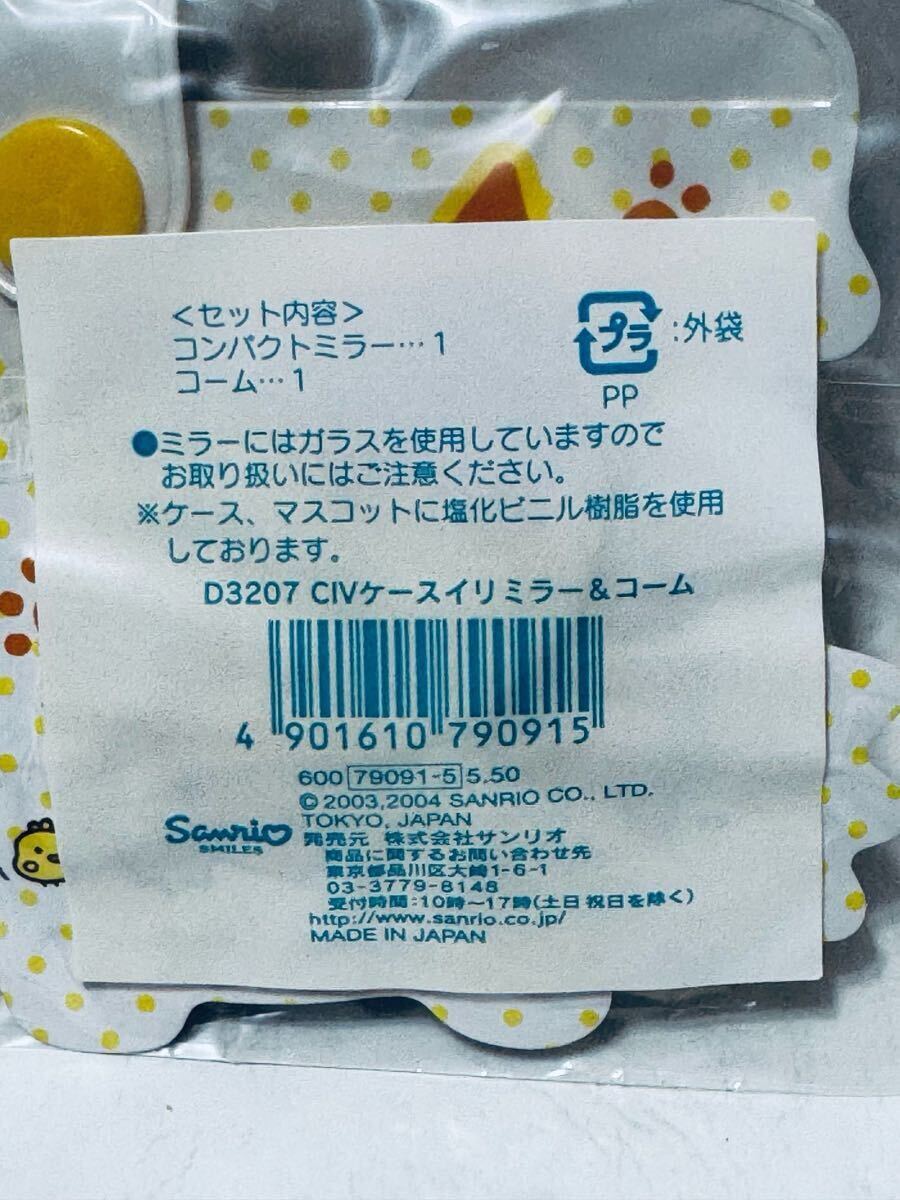 <セット内容>
コンパクトミラー…1
コーム…1
プラ :外袋
PP
●ミラーにはガラスを使用していますので
お取り扱いにはご注意ください。
※ケース、マスコットに塩化ビニル樹脂を使用
しております。
D3207 CIVケースイリミラー&コーム
4 901610 790915
600 79091-5 5.50
© 2003,2004 SANRIO CO., LTD.
TOKYO, JAPAN
Sanrio
SMILES
発売元 株式会社サンリオ
商品に関するお問い合わせ先
東京都品川区大崎1-6-1
03-3779-8148
受付時間:10時〜17時(土日祝日を除く)
http://www.sanrio.co.jp/
MADE IN JAPAN